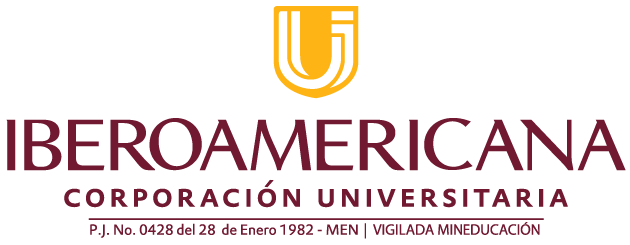 IBEROAMERICANA
CORPORACIÓN UNIVERSITARIA
P.J. No. 0428 del 28 de Enero 1982 - MEN | VIGILADA MINEDUCACIÓN